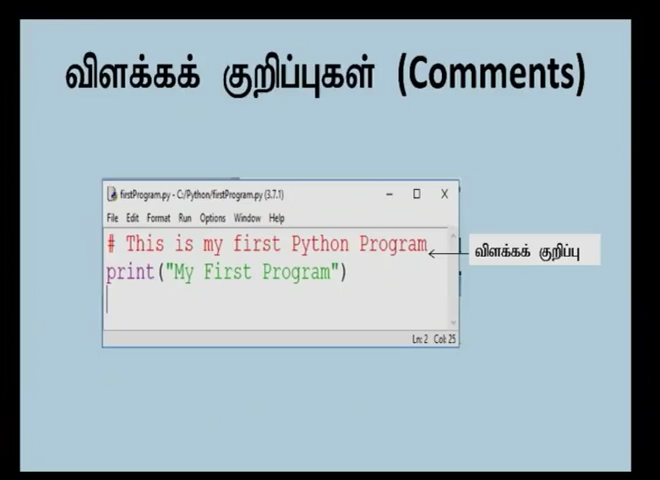 விளக்கக் குறிப்புகள் (Comments)
firstProgram.py - C:/Python/firstProgram.py (3.7.1)
File Edit Format Run Options Window Help
# This is my first Python Program
விளக்கக் குறிப்பு
print("My First Program")
Ln: 2 Col: 25